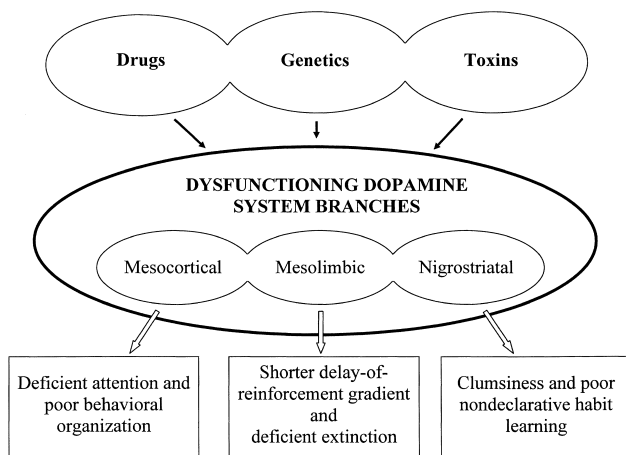 Drugs
Genetics
Toxins
DYSFUNCTIONING DOPAMINE
SYSTEM BRANCHES
Mesocortical
Mesolimbic
Nigrostriatal
Deficient attention and
poor behavioral
organization
Shorter delay-of-
reinforcement gradient
and
deficient extinction
Clumsiness and poor
nondeclarative habit
learning